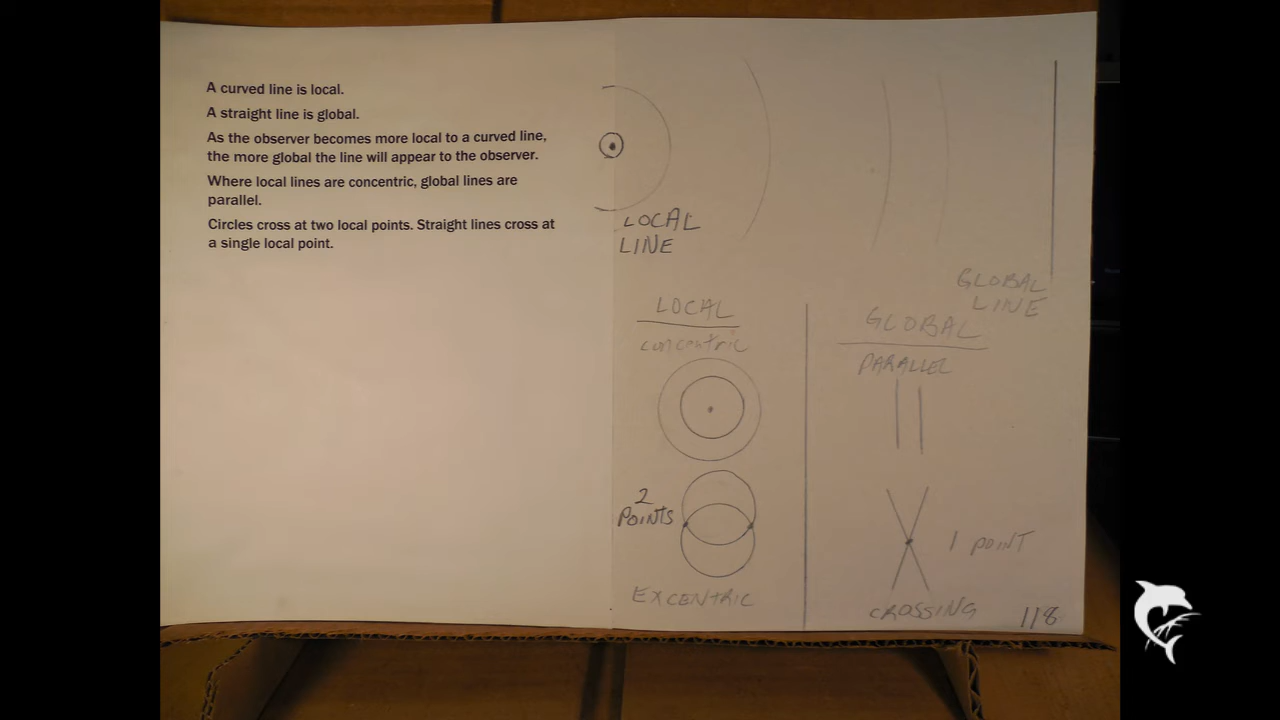 A curved line is local.
A straight line is global.
As the observer becomes more local to a curved line,
the more global the line will appear to the observer.
Where local lines are concentric, global lines are
parallel.
Circles cross at two local points. Straight lines cross at
a single local point.
LOCAL
LINE
GLOBAL
LINE
LOCAL
concentric
GLOBAL
PARALLEL
2
POINTS
1 POINT
EXCENTRIC
CROSSING
118